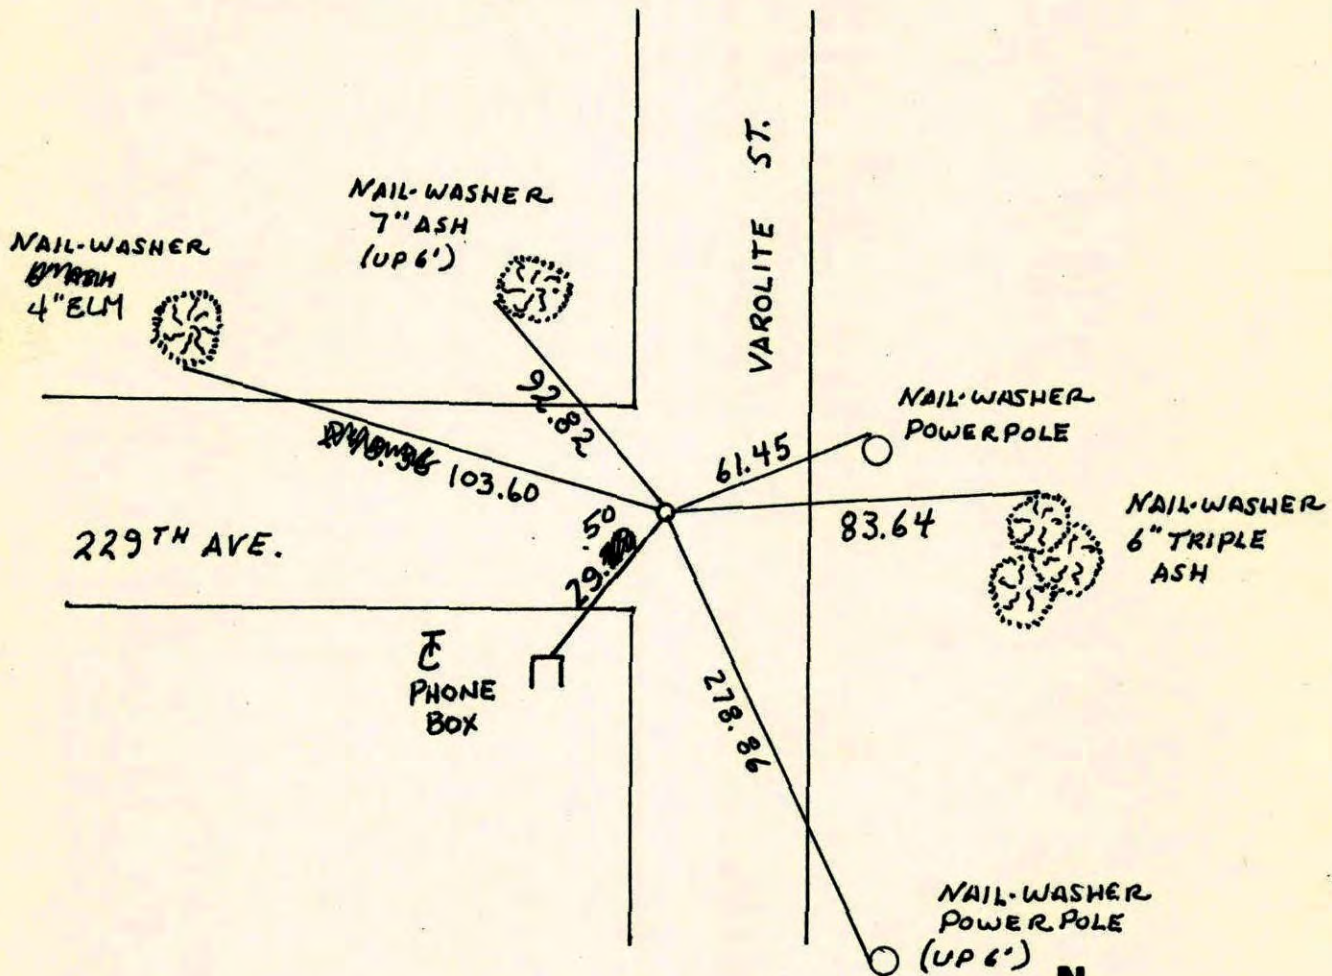 VAROLITE ST.
NAIL-WASHER
7" ASH
(UP 6')
NAIL-WASHER
4" ELM
92.82
NAIL-WASHER
POWERPOLE
61.45
103.60
83.64
NAIL-WASHER
6" TRIPLE
ASH
229TH AVE.
29.50
PHONE
BOX
278.86
NAIL-WASHER
POWER POLE
(UP 6')
N